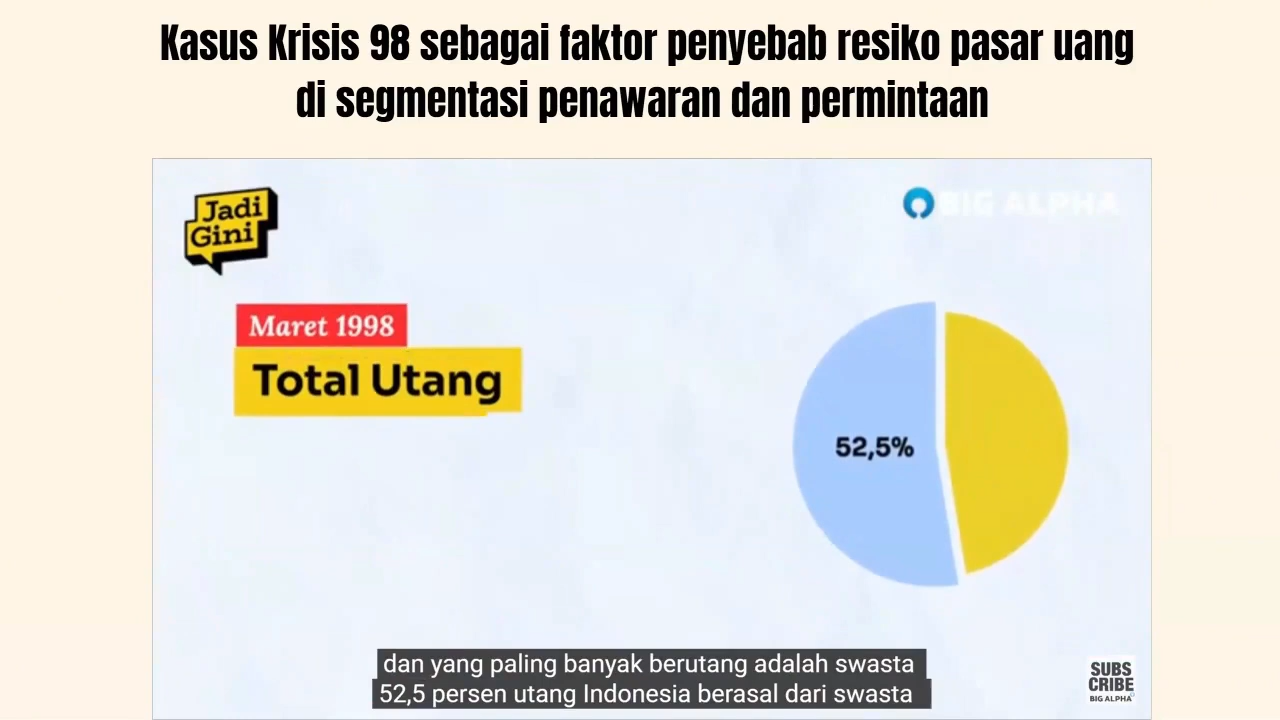 Kasus Krisis 98 sebagai faktor penyebab resiko pasar uang
di segmentasi penawaran dan permintaan
Jadi
Gini
BIG ALPHA
Maret 1998
Total Utang
52,5%
dan yang paling banyak berutang adalah swasta
52,5 persen utang Indonesia berasal dari swasta
SUBS
CRIBE
BIG ALPHA